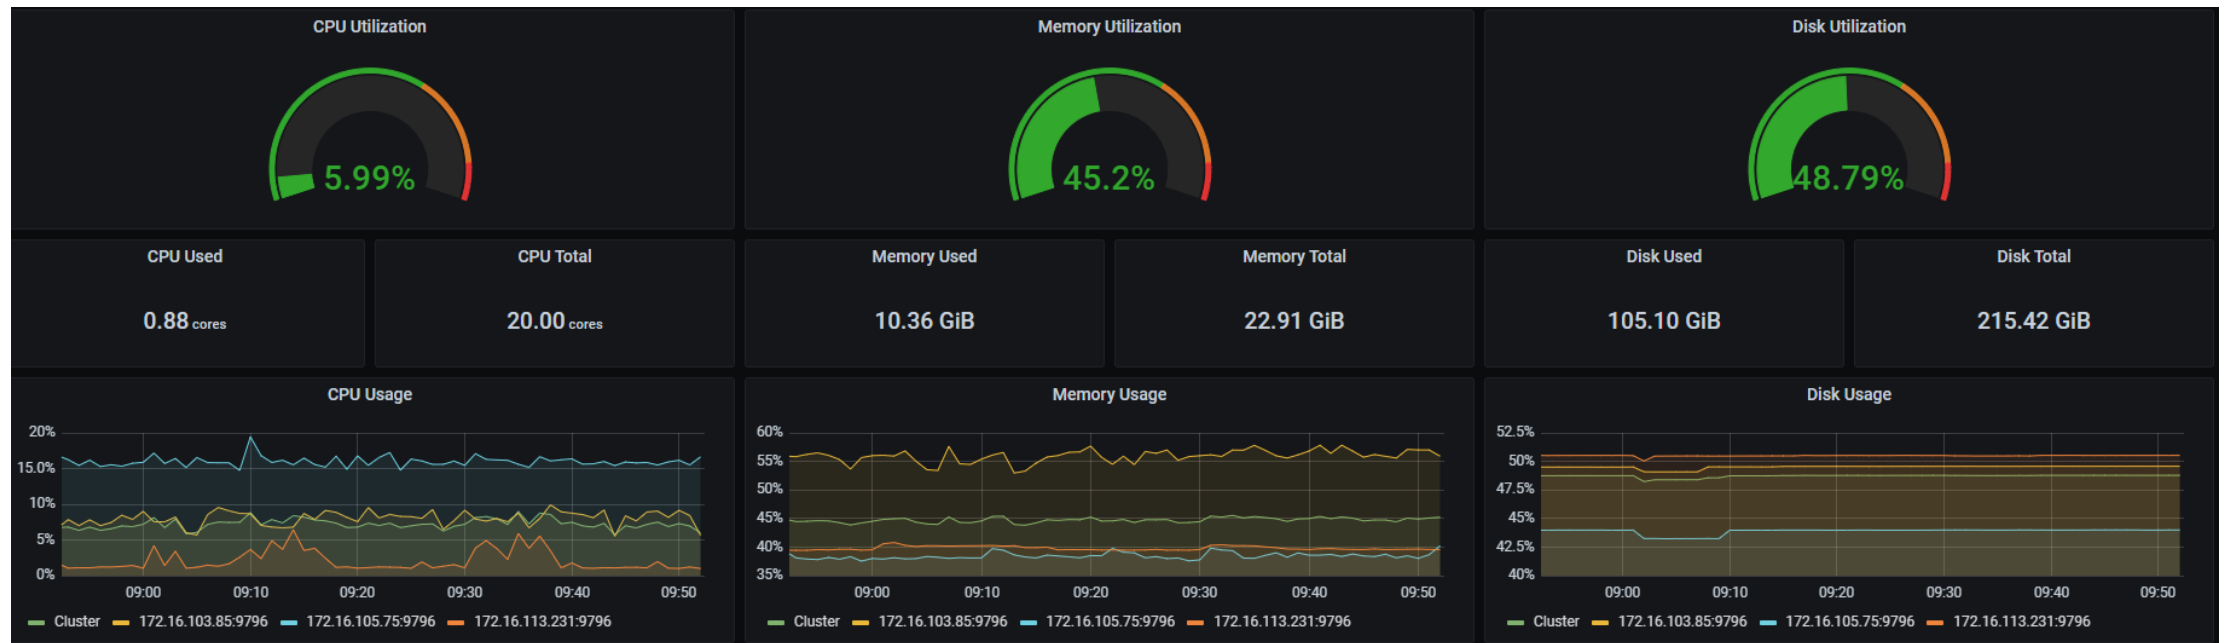 CPU Utilization
5.99%
Memory Utilization
45.2%
Disk Utilization
48.79%
CPU Used
0.88 cores
CPU Total
20.00 cores
Memory Used
10.36 GiB
Memory Total
22.91 GiB
Disk Used
105.10 GiB
Disk Total
215.42 GiB
CPU Usage
20%
15.0%
10%
5%
0%
09:00 09:10 09:20 09:30 09:40 09:50
Cluster 172.16.103.85:9796 172.16.105.75:9796 172.16.113.231:9796
Memory Usage
60%
55%
50%
45%
40%
35%
09:00 09:10 09:20 09:30 09:40 09:50
Cluster 172.16.103.85:9796 172.16.105.75:9796 172.16.113.231:9796
Disk Usage
52.5%
50%
47.5%
45%
42.5%
40%
09:00 09:10 09:20 09:30 09:40 09:50
Cluster 172.16.103.85:9796 172.16.105.75:9796 172.16.113.231:9796